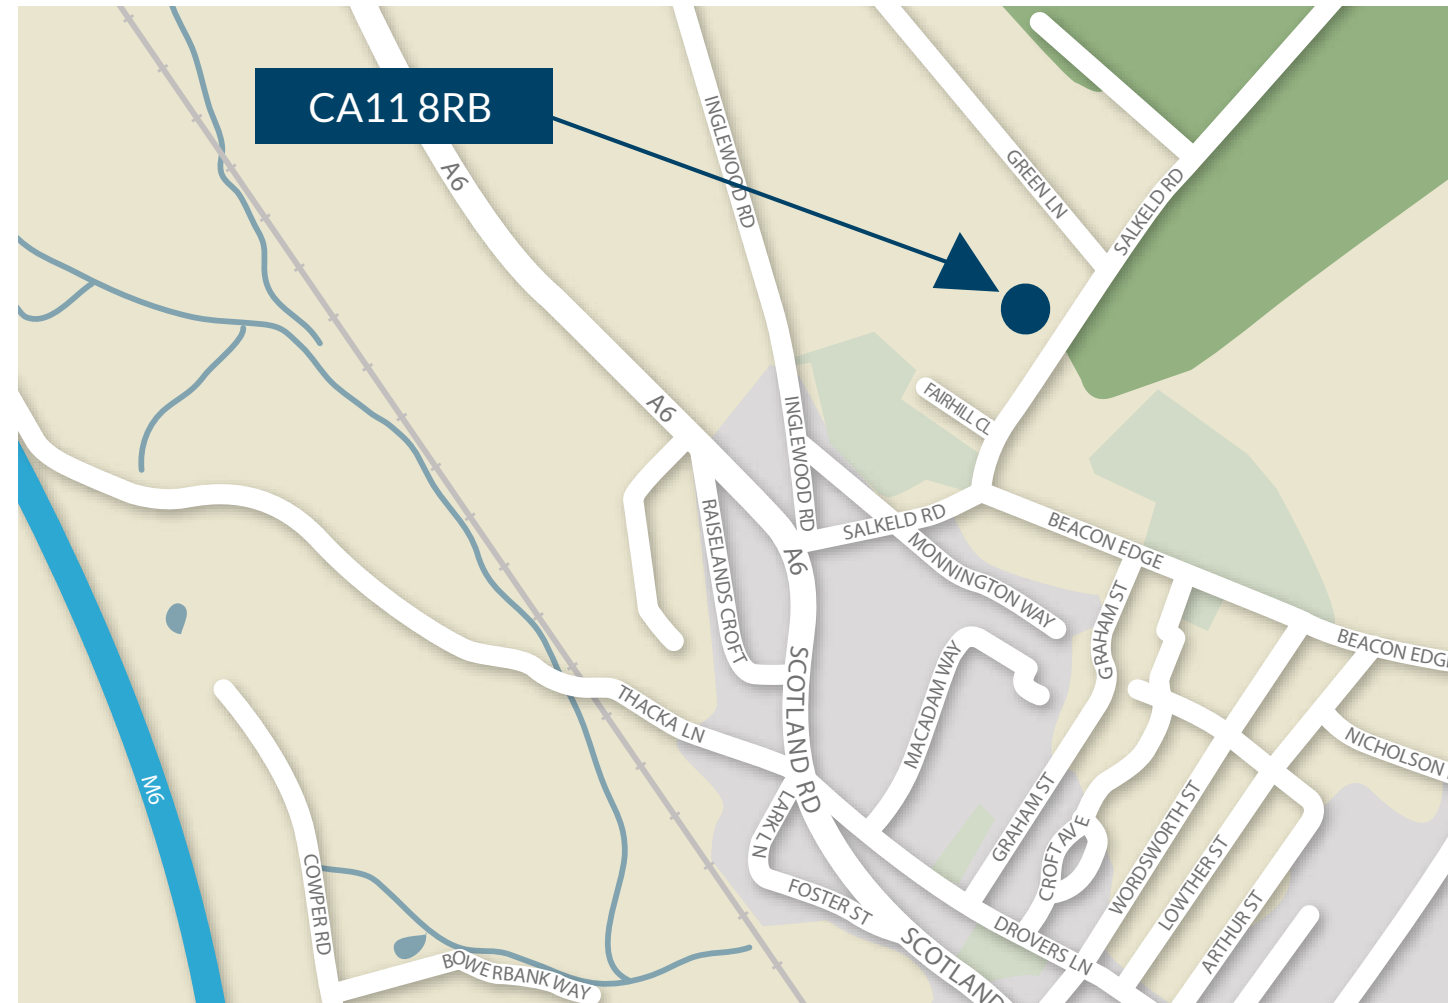 CA11 8RB
INGLEWOOD RD
A6
GREEN LN
SALKELD RD
A6
FAIRHILL CL
INGLEWOOD RD
RAISELANDS CROFT
SALKELD RD
BEACON EDGE
A6
MONNINGTON WAY
GRAHAM ST
BEACON EDGE
SCOTLAND RD
MACADAM WAY
THACKA LN
NICHOLSON
M6
LARK LN
GRAHAM ST
CROFT AVE
WORDSWORTH ST
LOWTHER ST
COWPER RD
FOSTER ST
ARTHUR ST
DROVERS LN
SCOTLAND
BOWERBANK WAY